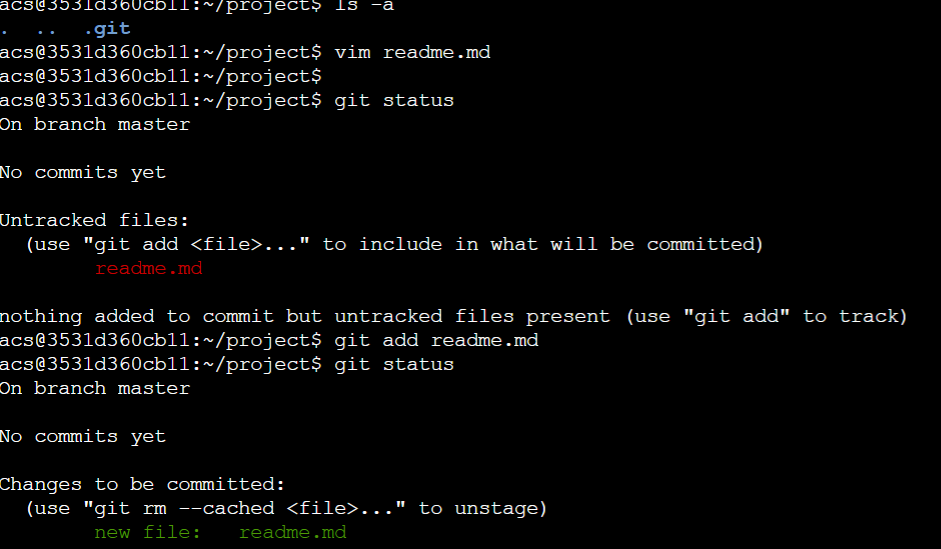 acs@3531d360cb11:~/project$ ls -a
.  ..  .git
acs@3531d360cb11:~/project$ vim readme.md
acs@3531d360cb11:~/project$
acs@3531d360cb11:~/project$ git status
On branch master
No commits yet
Untracked files:
  (use "git add <file>..." to include in what will be committed)
        readme.md
nothing added to commit but untracked files present (use "git add" to track)
acs@3531d360cb11:~/project$ git add readme.md
acs@3531d360cb11:~/project$ git status
On branch master
No commits yet
Changes to be committed:
  (use "git rm --cached <file>..." to unstage)
        new file:   readme.md